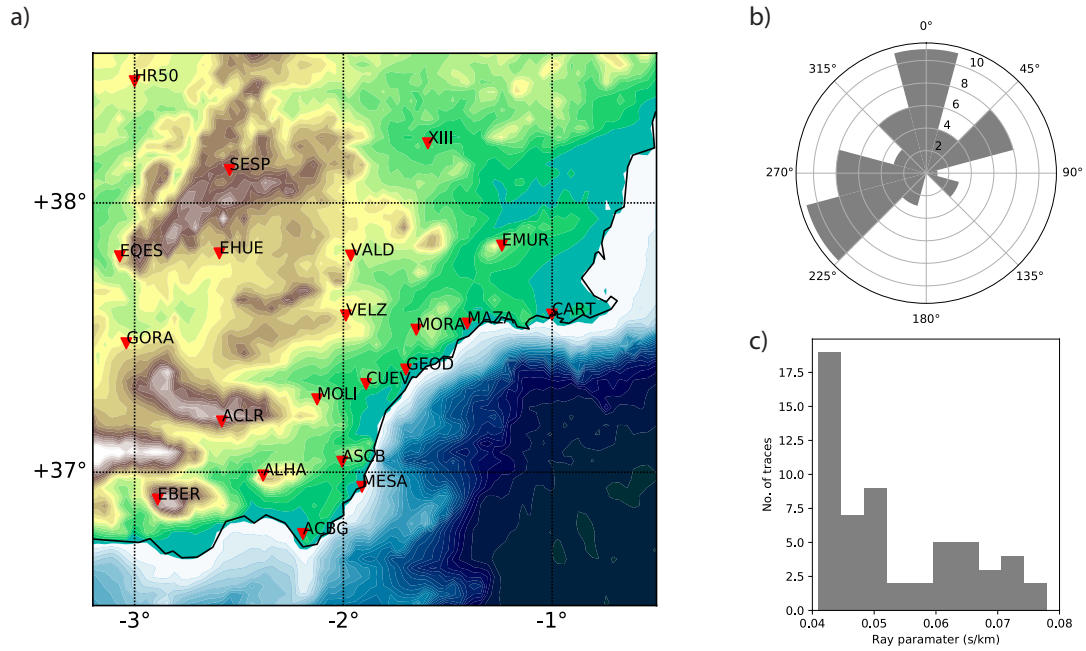 a)
HR50
XIII
SESP
+38°
EQES
EHUE
VALD
EMUR
VELZ
CART
MORA
MAZA
GORA
GEOD
CUEV
MOLI
ACLR
ASCB
+37°
ALHA
MESA
EBER
ACBG
-3°
-2°
-1°
b)
0°
315°
45°
10
8
6
4
2
270°
90°
225°
135°
180°
c)
17.5
15.0
12.5
10.0
7.5
5.0
2.5
0.0
No. of traces
0.04
0.05
0.06
0.07
0.08
Ray paramater (s/km)